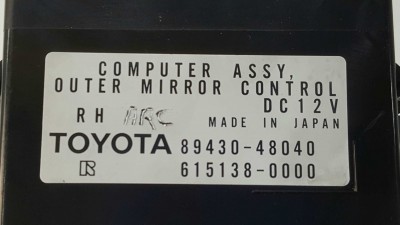 COMPUTER ASSY,
OUTER MIRROR CONTROL
DC12V
RH ARC MADE IN JAPAN
TOYOTA 89430-48040
R 615138-0000